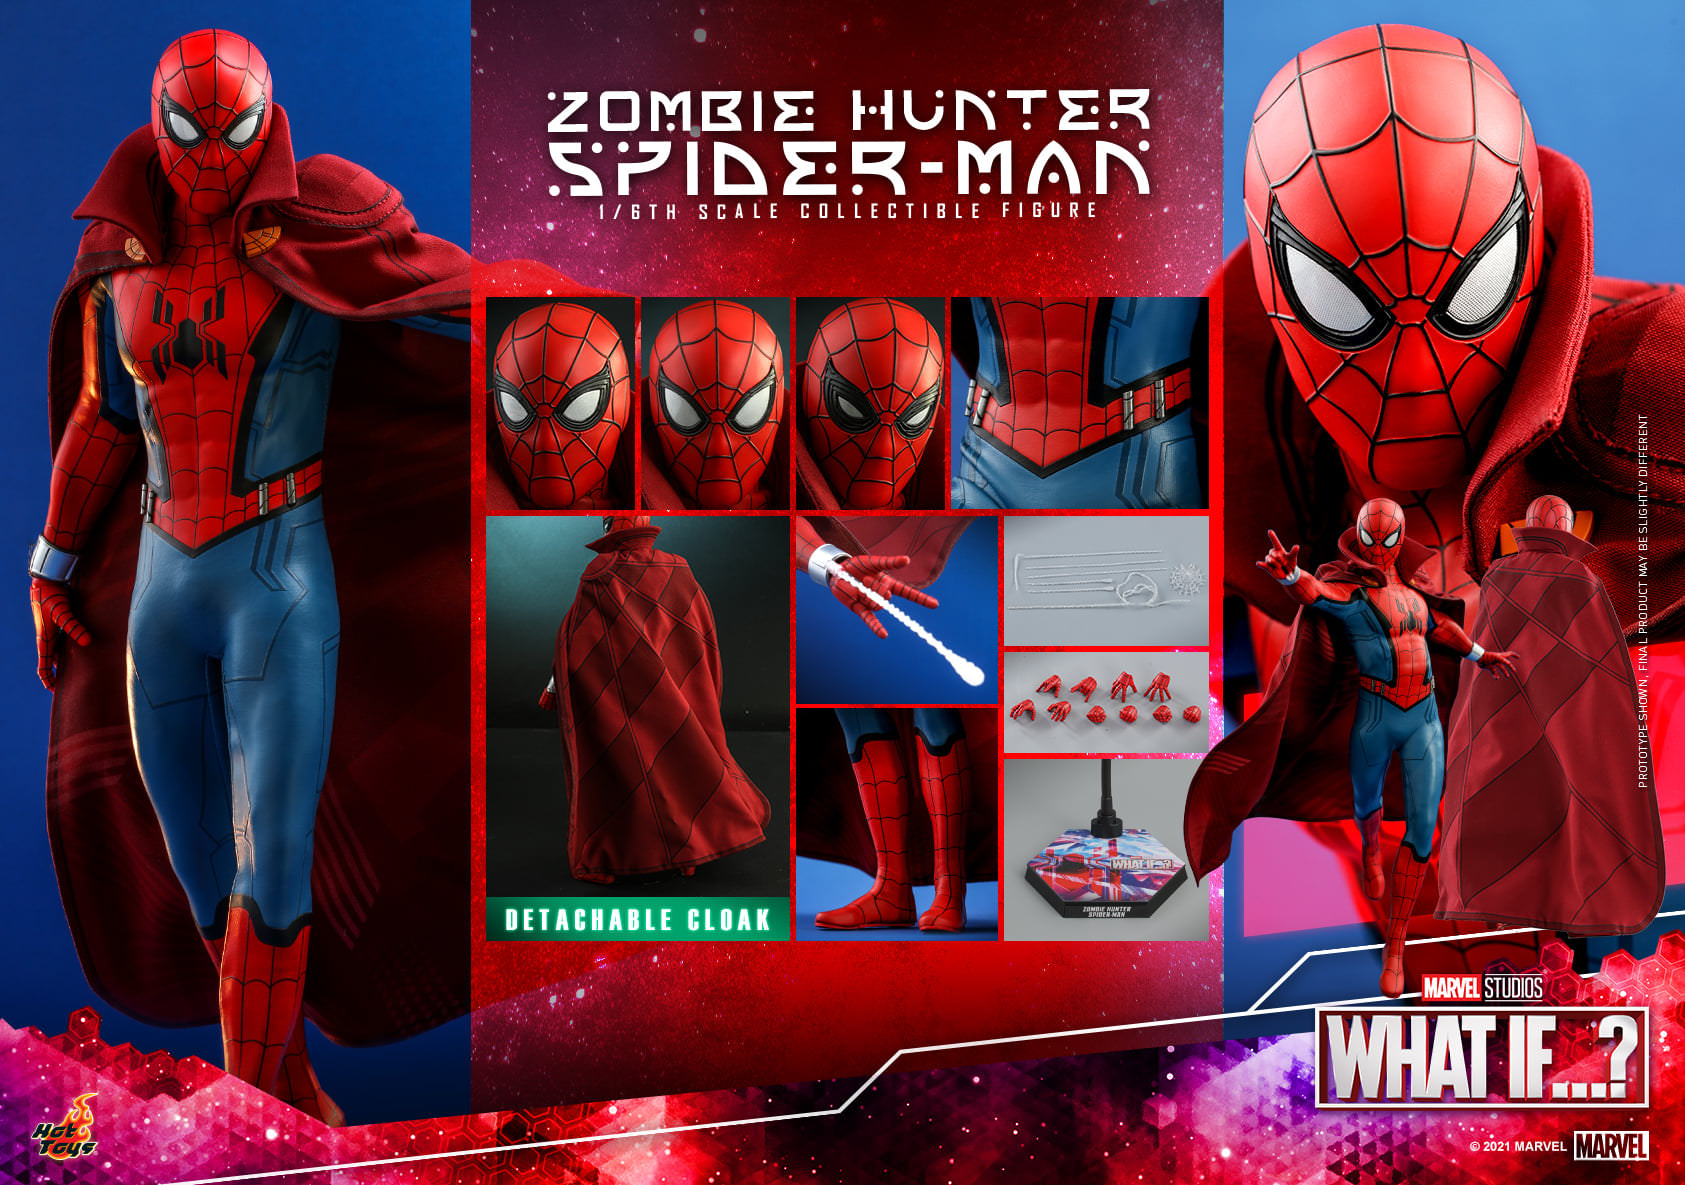 ZOMBIE HUNTER
SPIDER-MAN
1/6TH SCALE COLLECTIBLE FIGURE
DETACHABLE CLOAK
WHAT IF...?
ZOMBIE HUNTER
SPIDER-MAN
PROTOTYPE SHOWN, FINAL PRODUCT MAY BE SLIGHTLY DIFFERENT
MARVEL STUDIOS
WHAT IF...?
Hot
Toys
© 2021 MARVEL MARVEL